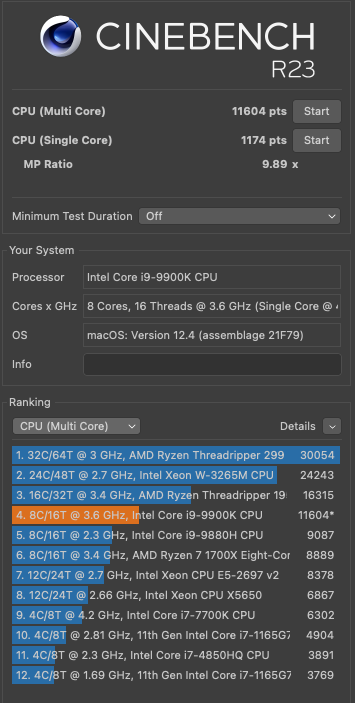 CINEBENCH
R23
CPU (Multi Core) 11604 pts Start
CPU (Single Core) 1174 pts Start
MP Ratio 9.89 x
Minimum Test Duration Off
Your System
Processor Intel Core i9-9900K CPU
Cores x GHz 8 Cores, 16 Threads @ 3.6 GHz (Single Core @
OS macOS: Version 12.4 (assemblage 21F79)
Info
Ranking
CPU (Multi Core) Details
1. 32C/64T @ 3 GHz, AMD Ryzen Threadripper 299 30054
2. 24C/48T @ 2.7 GHz, Intel Xeon W-3265M CPU 24243
3. 16C/32T @ 3.4 GHz, AMD Ryzen Threadripper 19 16315
4. 8C/16T @ 3.6 GHz, Intel Core i9-9900K CPU 11604*
5. 8C/16T @ 2.3 GHz, Intel Core i9-9880H CPU 9087
6. 8C/16T @ 3.4 GHz, AMD Ryzen 7 1700X Eight-Cor 8889
7. 12C/24T @ 2.7 GHz, Intel Xeon CPU E5-2697 v2 8378
8. 12C/24T @ 2.66 GHz, Intel Xeon CPU X5650 6867
9. 4C/8T @ 4.2 GHz, Intel Core i7-7700K CPU 6302
10. 4C/8T @ 2.81 GHz, 11th Gen Intel Core i7-1165G7 4904
11. 4C/8T @ 2.3 GHz, Intel Core i7-4850HQ CPU 3891
12. 4C/8T @ 1.69 GHz, 11th Gen Intel Core i7-1165G7 3769